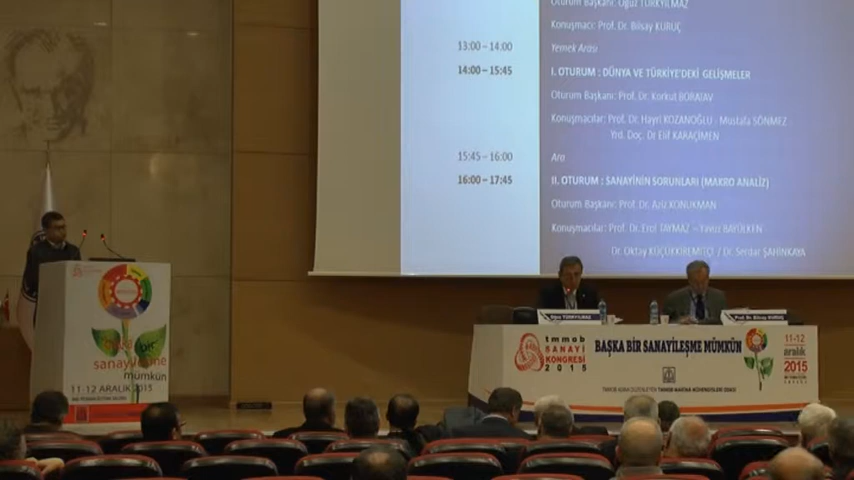 Oturum Başkanı: Oğuz TÜRKYILMAZ
Konuşmacı: Prof. Dr. Bilsay KURUÇ
13:00 – 14:00 Yemek Arası
14:00 – 15:45 I. OTURUM : DÜNYA VE TÜRKİYE'DEKİ GELİŞMELER
Oturum Başkanı: Prof. Dr. Korkut BORATAV
Konuşmacılar: Prof. Dr. Hayri KOZANOĞLU - Mustafa SÖNMEZ
Yrd. Doç. Dr Elif KARAÇİMEN
15:45 – 16:00 Ara
16:00 – 17:45 II. OTURUM : SANAYİNİN SORUNLARI (MAKRO ANALİZ)
Oturum Başkanı: Prof. Dr. Aziz KONUKMAN
Konuşmacılar: Prof. Dr. Erol TAYMAZ – Yavuz BAYÜLKEN
Dr. Oktay KÜÇÜKKİREMİTÇİ / Dr. Serdar ŞAHİNKAYA
bir
sanayileşme
mümkün
11-12 ARALIK 2015
Oğuz TÜRKYILMAZ
Prof. Dr. Bilsay KURUÇ
tmmob
SANAYİ
KONGRESİ
2015
BAŞKA BİR SANAYİLEŞME MÜMKÜN
11-12
aralık
2015